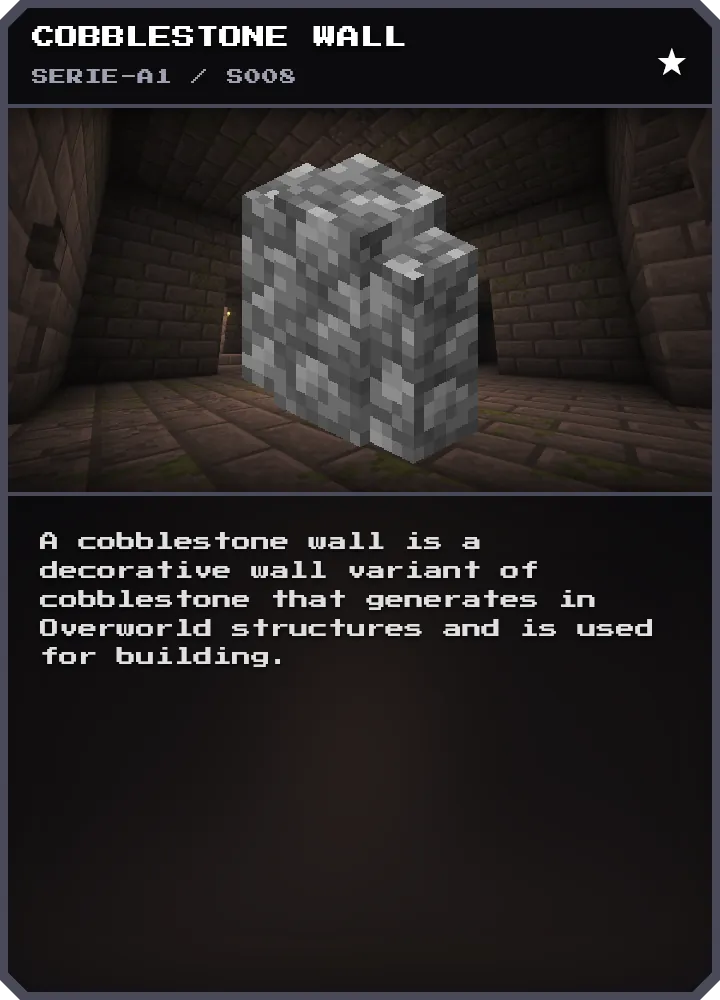 COBBLESTONE WALL
SERIE-A1 / S008
A cobblestone wall is a
decorative wall variant of
cobblestone that generates in
Overworld structures and is used
for building.